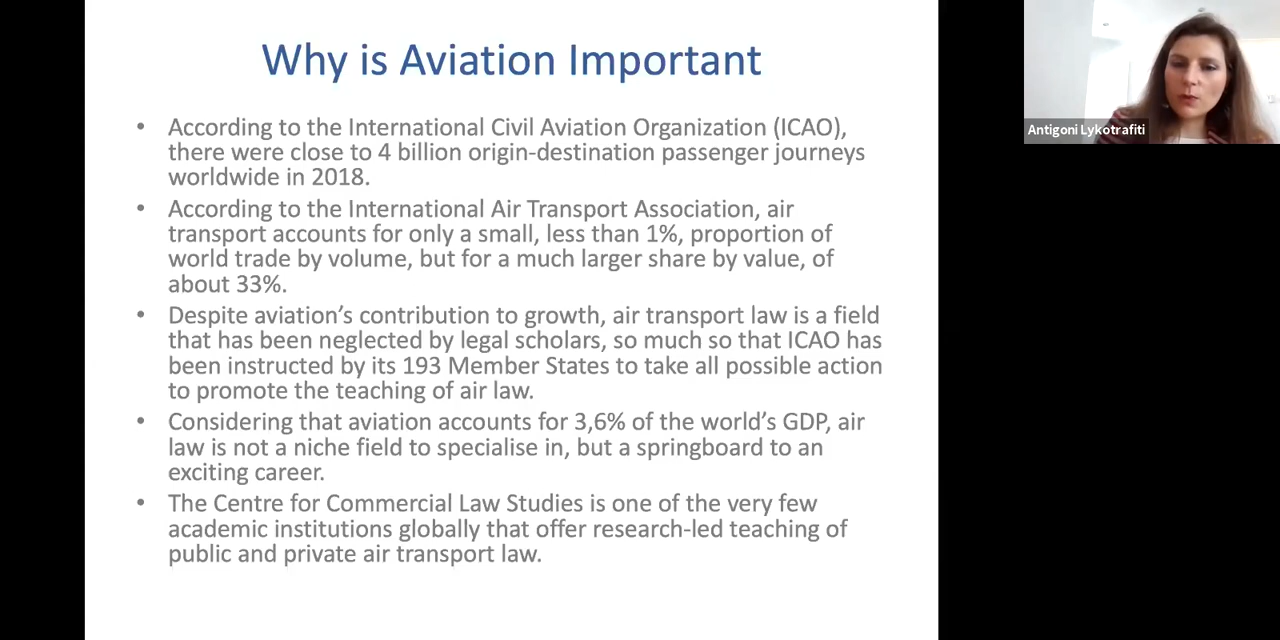 Why is Aviation Important
• According to the International Civil Aviation Organization (ICAO),
there were close to 4 billion origin-destination passenger journeys
worldwide in 2018.
• According to the International Air Transport Association, air
transport accounts for only a small, less than 1%, proportion of
world trade by volume, but for a much larger share by value, of
about 33%.
• Despite aviation’s contribution to growth, air transport law is a field
that has been neglected by legal scholars, so much so that ICAO has
been instructed by its 193 Member States to take all possible action
to promote the teaching of air law.
• Considering that aviation accounts for 3,6% of the world’s GDP, air
law is not a niche field to specialise in, but a springboard to an
exciting career.
• The Centre for Commercial Law Studies is one of the very few
academic institutions globally that offer research-led teaching of
public and private air transport law.
Antigoni Lykotrafiti